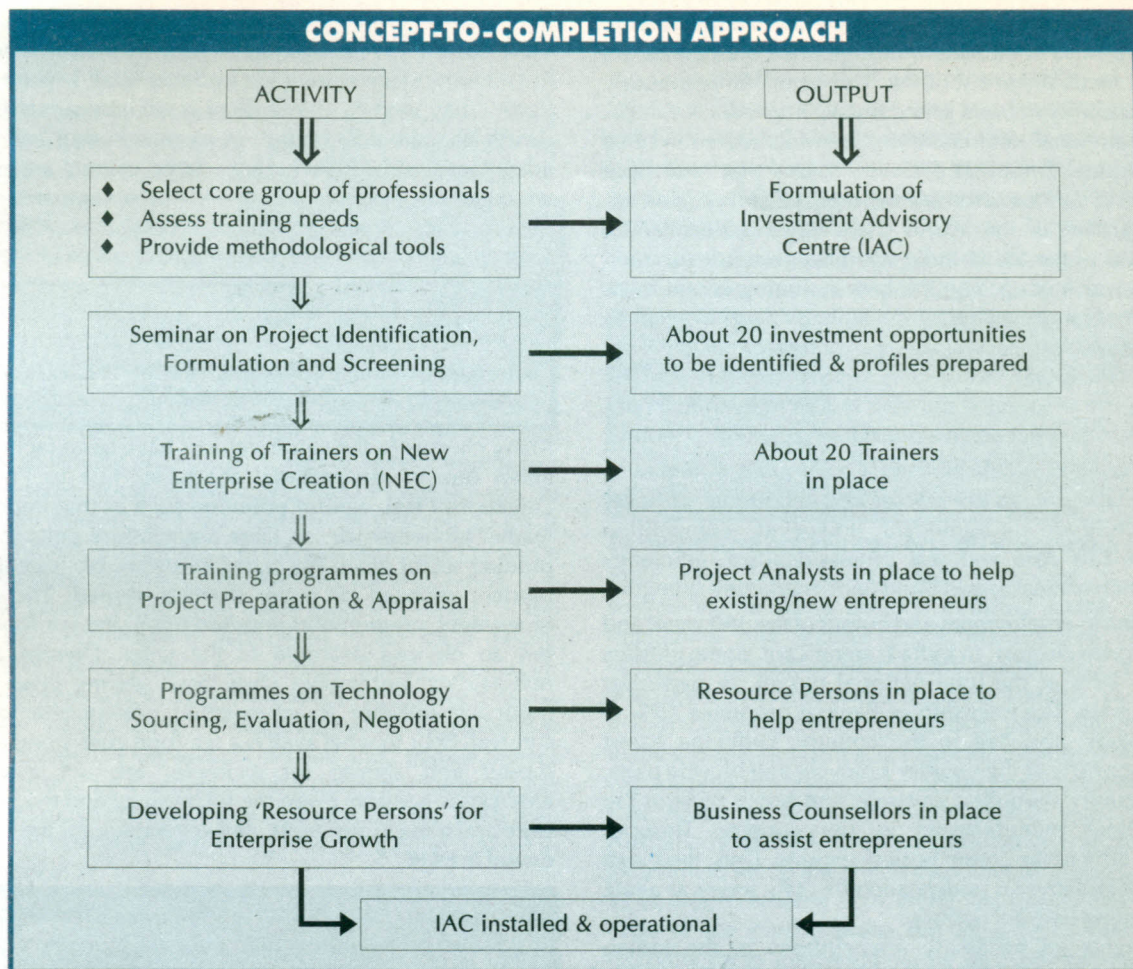 CONCEPT-TO-COMPLETION APPROACH
ACTIVITY
OUTPUT
♦ Select core group of professionals
♦ Assess training needs
♦ Provide methodological tools
Formulation of
Investment Advisory
Centre (IAC)
Seminar on Project Identification,
Formulation and Screening
About 20 investment opportunities
to be identified & profiles prepared
Training of Trainers on New
Enterprise Creation (NEC)
About 20 Trainers
in place
Training programmes on
Project Preparation & Appraisal
Project Analysts in place to help
existing/new entrepreneurs
Programmes on Technology
Sourcing, Evaluation, Negotiation
Resource Persons in place to
help entrepreneurs
Developing ‘Resource Persons’ for
Enterprise Growth
Business Counsellors in place
to assist entrepreneurs
IAC installed & operational